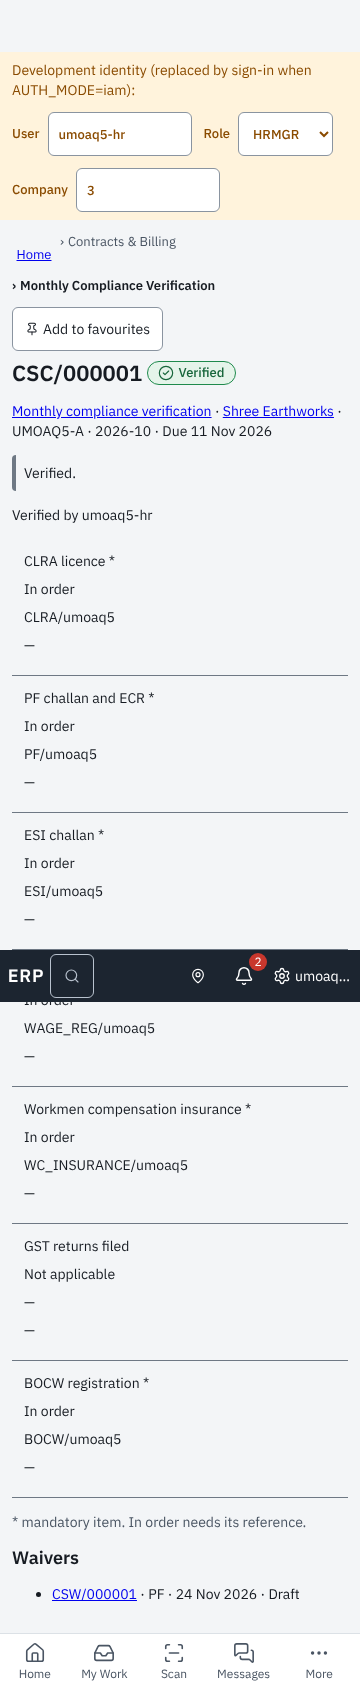 Development identity (replaced by sign-in when
AUTH_MODE=iam):
User umoaq5-hr Role HRMGR
Company 3
Home › Contracts & Billing
› Monthly Compliance Verification
Add to favourites
CSC/000001 Verified
Monthly compliance verification · Shree Earthworks ·
UMOAQ5-A · 2026-10 · Due 11 Nov 2026
Verified.
Verified by umoaq5-hr
CLRA licence *
In order
CLRA/umoaq5
—
PF challan and ECR *
In order
PF/umoaq5
—
ESI challan *
In order
ESI/umoaq5
—
ERP 2 umoaq...
In order
WAGE_REG/umoaq5
—
Workmen compensation insurance *
In order
WC_INSURANCE/umoaq5
—
GST returns filed
Not applicable
—
—
BOCW registration *
In order
BOCW/umoaq5
—
* mandatory item. In order needs its reference.
Waivers
• CSW/000001 · PF · 24 Nov 2026 · Draft
Home My Work Scan Messages More